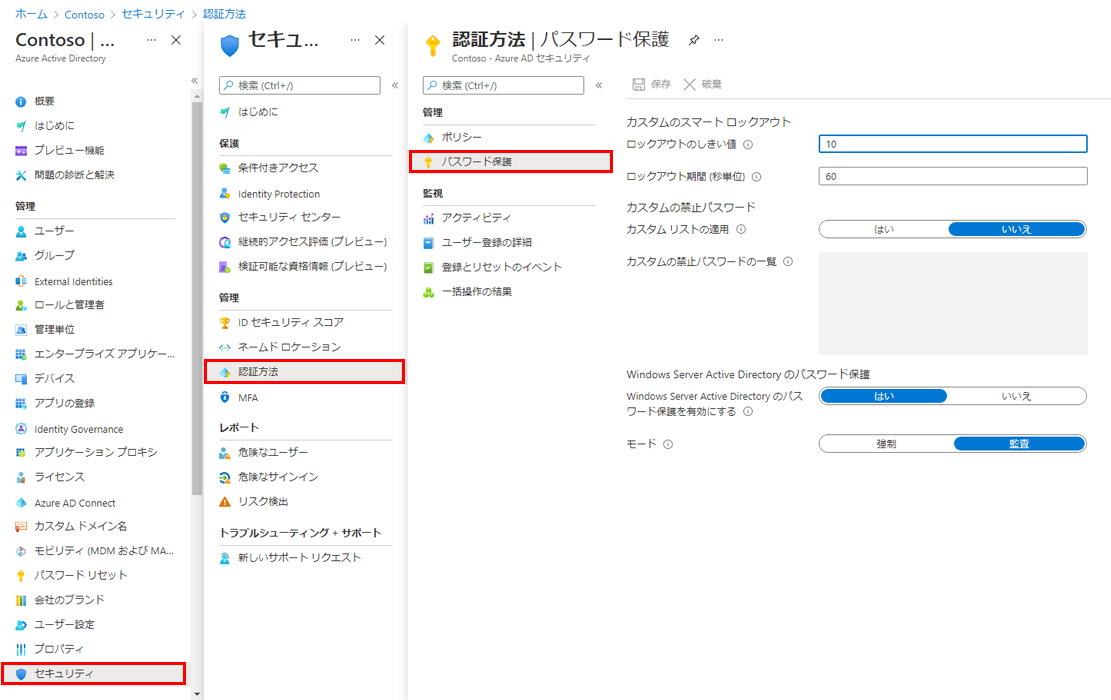 ホーム > Contoso > セキュリティ > 認証方法
Contoso | ...
Azure Active Directory
概要
はじめに
プレビュー機能
問題の診断と解決
管理
ユーザー
グループ
External Identities
ロールと管理者
管理単位
エンタープライズ アプリケー...
デバイス
アプリの登録
Identity Governance
アプリケーション プロキシ
ライセンス
Azure AD Connect
カスタム ドメイン名
モビリティ (MDM および MA...
パスワード リセット
会社のブランド
ユーザー設定
プロパティ
セキュリティ
セキュ...
検索 (Ctrl+/)
はじめに
保護
条件付きアクセス
Identity Protection
セキュリティ センター
継続的アクセス評価 (プレビュー)
検証可能な資格情報 (プレビュー)
管理
ID セキュリティ スコア
ネームド ロケーション
認証方法
MFA
レポート
危険なユーザー
危険なサインイン
リスク検出
トラブルシューティング + サポート
新しいサポート リクエスト
認証方法 | パスワード保護
Contoso - Azure AD セキュリティ
検索 (Ctrl+/)
管理
ポリシー
パスワード保護
監視
アクティビティ
ユーザー登録の詳細
登録とリセットのイベント
一括操作の結果
保存 破棄
カスタムのスマート ロックアウト
ロックアウトのしきい値 10
ロックアウト期間 (秒単位) 60
カスタムの禁止パスワード
カスタム リストの適用 はい いいえ
カスタムの禁止パスワードの一覧
Windows Server Active Directory のパスワード保護
Windows Server Active Directory のパス はい いいえ
ワード保護を有効にする
モード 強制 監査